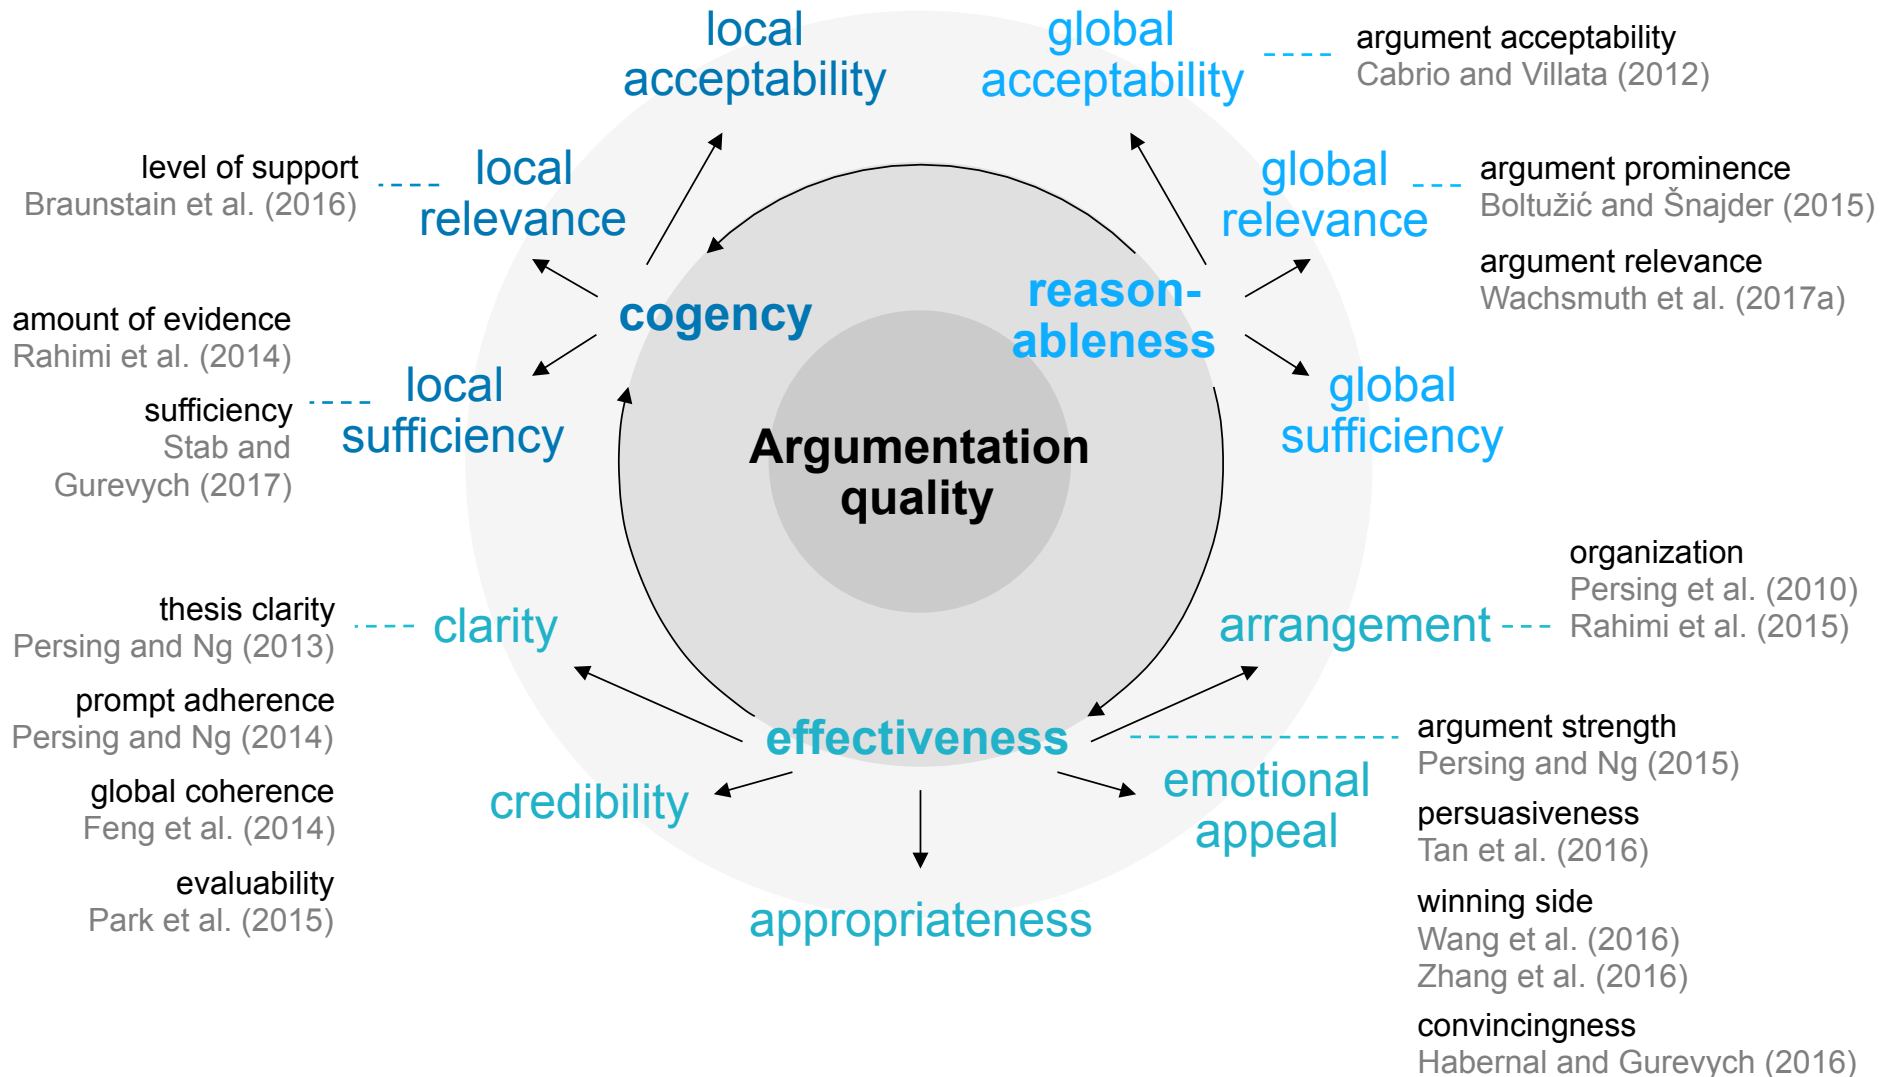 local
acceptability
global
acceptability
argument acceptability
Cabrio and Villata (2012)
level of support
Braunstain et al. (2016)
local
relevance
global
relevance
argument prominence
Boltužić and Šnajder (2015)
argument relevance
Wachsmuth et al. (2017a)
cogency
reason-
ableness
amount of evidence
Rahimi et al. (2014)
sufficiency
Stab and
Gurevych (2017)
local
sufficiency
global
sufficiency
Argumentation
quality
organization
Persing et al. (2010)
Rahimi et al. (2015)
thesis clarity
Persing and Ng (2013)
clarity
arrangement
prompt adherence
Persing and Ng (2014)
global coherence
Feng et al. (2014)
evaluability
Park et al. (2015)
effectiveness
credibility
emotional
appeal
appropriateness
argument strength
Persing and Ng (2015)
persuasiveness
Tan et al. (2016)
winning side
Wang et al. (2016)
Zhang et al. (2016)
convincingness
Habernal and Gurevych (2016)